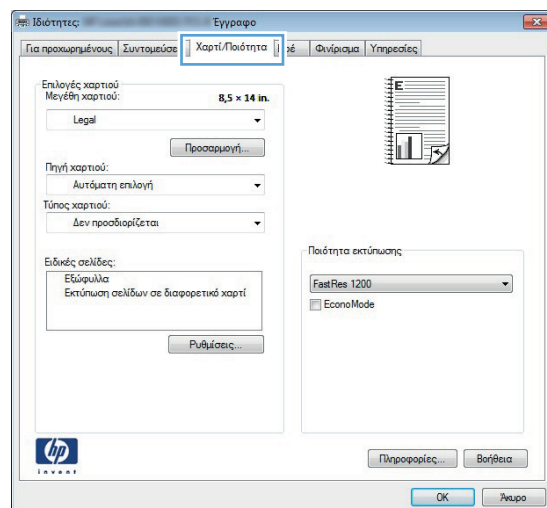 Ιδιότητες: Έγγραφο
Για προχωρημένους Συντομεύσε Χαρτί/Ποιότητα Φινίρισμα Υπηρεσίες
Επιλογές χαρτιού
Μεγέθη χαρτιού: 8,5 × 14 in.
Legal
Προσαρμογή...
Πηγή χαρτιού:
Αυτόματη επιλογή
Τύπος χαρτιού:
Δεν προσδιορίζεται
Ειδικές σελίδες:
Εξώφυλλα
Εκτύπωση σελίδων σε διαφορετικό χαρτί
Ρυθμίσεις...
E
Ποιότητα εκτύπωσης
FastRes 1200
EconoMode
hp
invent
Πληροφορίες... Βοήθεια
OK Άκυρο